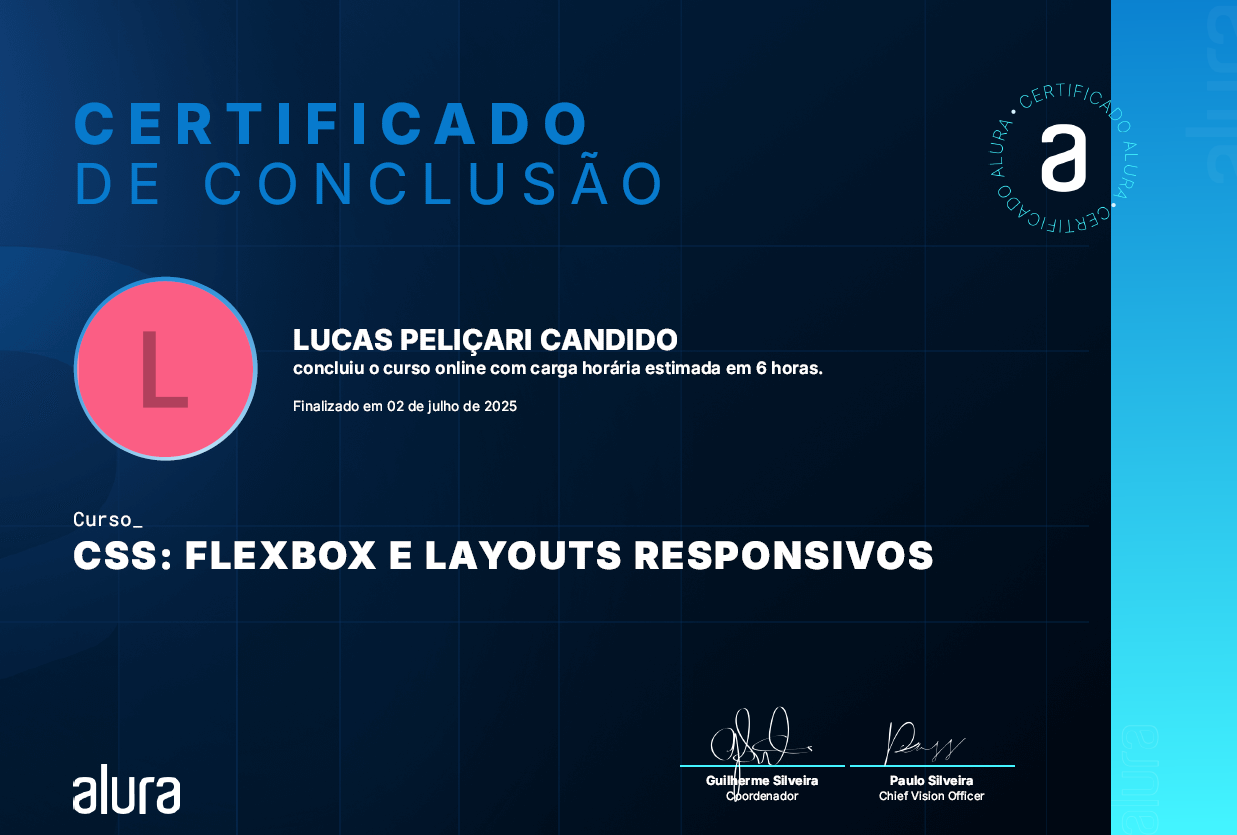 CERTIFICADO
DE CONCLUSÃO
CERTIFICADO ALURA • CERTIFICADO ALURA •
a
L
LUCAS PELIÇARI CANDIDO
concluiu o curso online com carga horária estimada em 6 horas.
Finalizado em 02 de julho de 2025
Curso_
CSS: FLEXBOX E LAYOUTS RESPONSIVOS
Guilherme Silveira
Coordenador
Paulo Silveira
Chief Vision Officer
alura
alura
alura